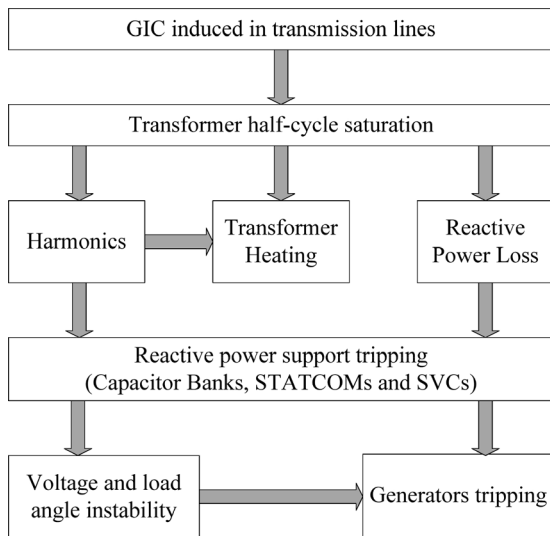 GIC induced in transmission lines
Transformer half-cycle saturation
Harmonics
Transformer
Heating
Reactive
Power Loss
Reactive power support tripping
(Capacitor Banks, STATCOMs and SVCs)
Voltage and load
angle instability
Generators tripping